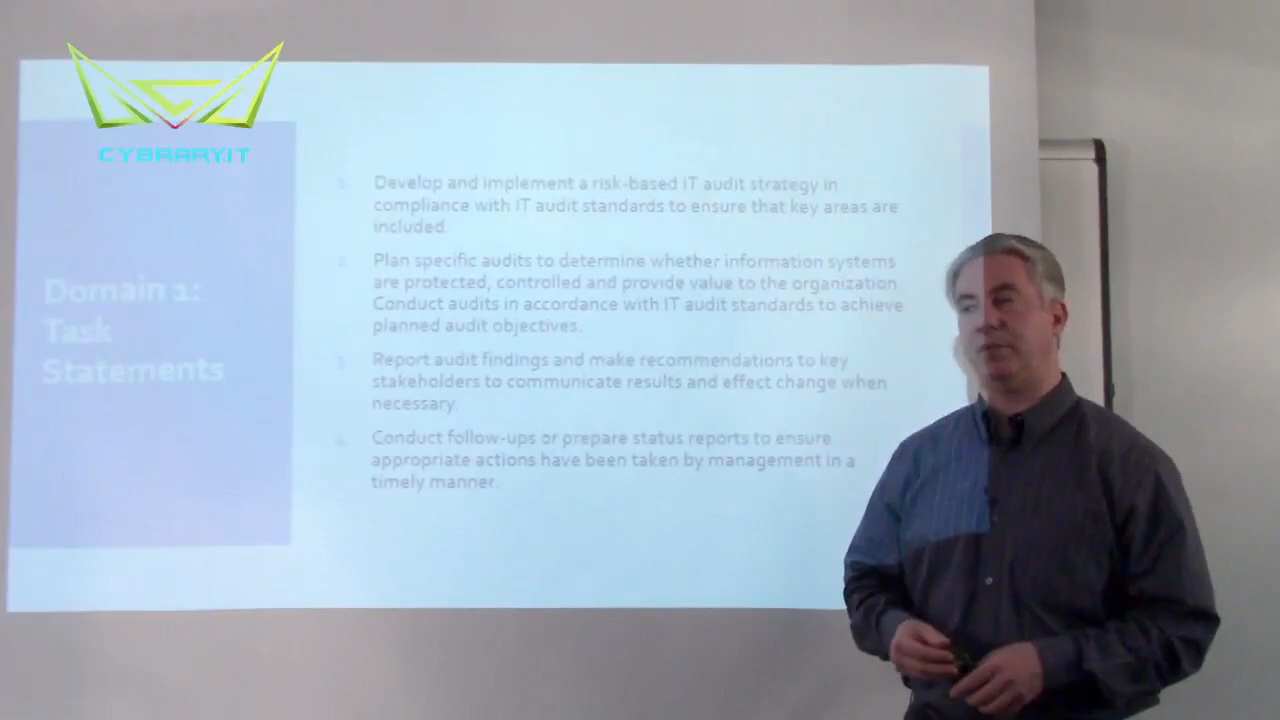 CYBRARY.IT
Domain 1:
Task
Statements
Develop and implement a risk-based IT audit strategy in
compliance with IT audit standards to ensure that key areas are
included.
Plan specific audits to determine whether information systems
are protected, controlled and provide value to the organization.
Conduct audits in accordance with IT audit standards to achieve
planned audit objectives.
Report audit findings and make recommendations to key
stakeholders to communicate results and effect change when
necessary.
Conduct follow-ups or prepare status reports to ensure
appropriate actions have been taken by management in a
timely manner.